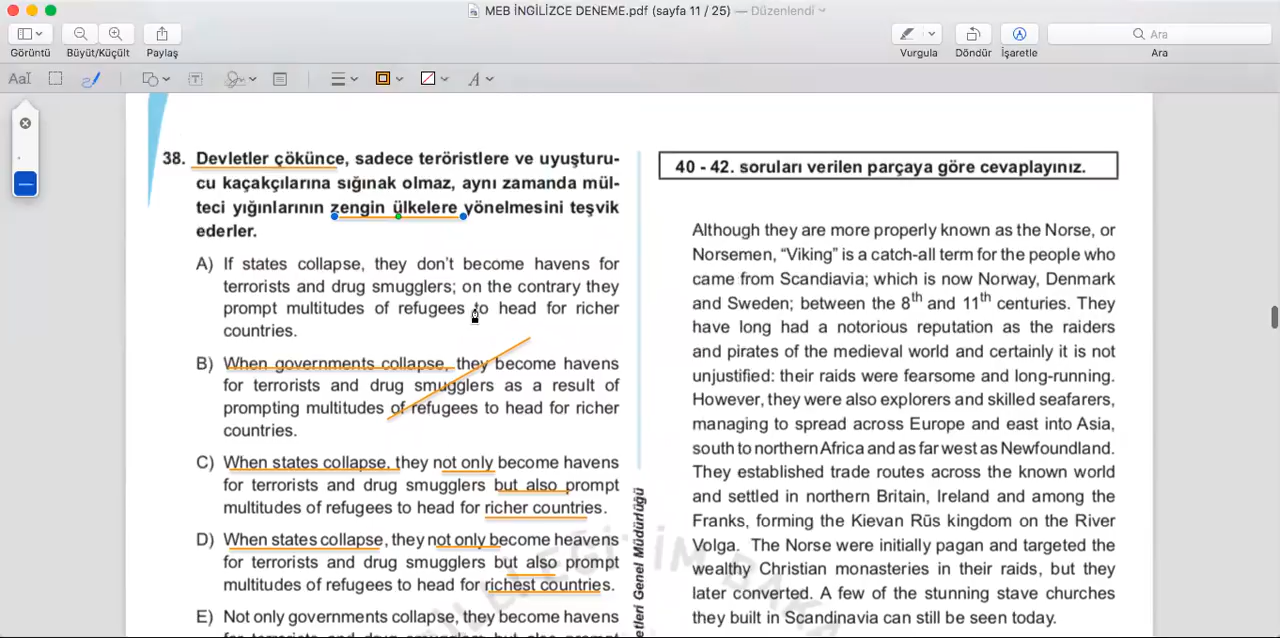 MEB İNGİLİZCE DENEME.pdf (sayfa 11 / 25) — Düzenlendi
Görüntü
Büyüt/Küçült
Paylaş
Vurgula
Döndür
İşaretle
Ara
Ara
AaI
T
A
38. Devletler çökünce, sadece teröristlere ve uyuşturu-
cu kaçakçılarına sığınak olmaz, aynı zamanda mül-
teci yığınlarının zengin ülkelere yönelmesini teşvik
ederler.
A) If states collapse, they don't become havens for
terrorists and drug smugglers; on the contrary they
prompt multitudes of refugees to head for richer
countries.
B) When governments collapse, they become havens
for terrorists and drug smugglers as a result of
prompting multitudes of refugees to head for richer
countries.
C) When states collapse, they not only become havens
for terrorists and drug smugglers but also prompt
multitudes of refugees to head for richer countries.
D) When states collapse, they not only become heavens
for terrorists and drug smugglers but also prompt
multitudes of refugees to head for richest countries.
E) Not only governments collapse, they become havens
for terrorists and drug smugglers but also prompt
etleri Genel Müdürlüğü
40 - 42. soruları verilen parçaya göre cevaplayınız.
Although they are more properly known as the Norse, or
Norsemen, “Viking” is a catch-all term for the people who
came from Scandiavia; which is now Norway, Denmark
and Sweden; between the 8th and 11th centuries. They
have long had a notorious reputation as the raiders
and pirates of the medieval world and certainly it is not
unjustified: their raids were fearsome and long-running.
However, they were also explorers and skilled seafarers,
managing to spread across Europe and east into Asia,
south to northern Africa and as far west as Newfoundland.
They established trade routes across the known world
and settled in northern Britain, Ireland and among the
Franks, forming the Kievan Rūs kingdom on the River
Volga. The Norse were initially pagan and targeted the
wealthy Christian monasteries in their raids, but they
later converted. A few of the stunning stave churches
they built in Scandinavia can still be seen today.